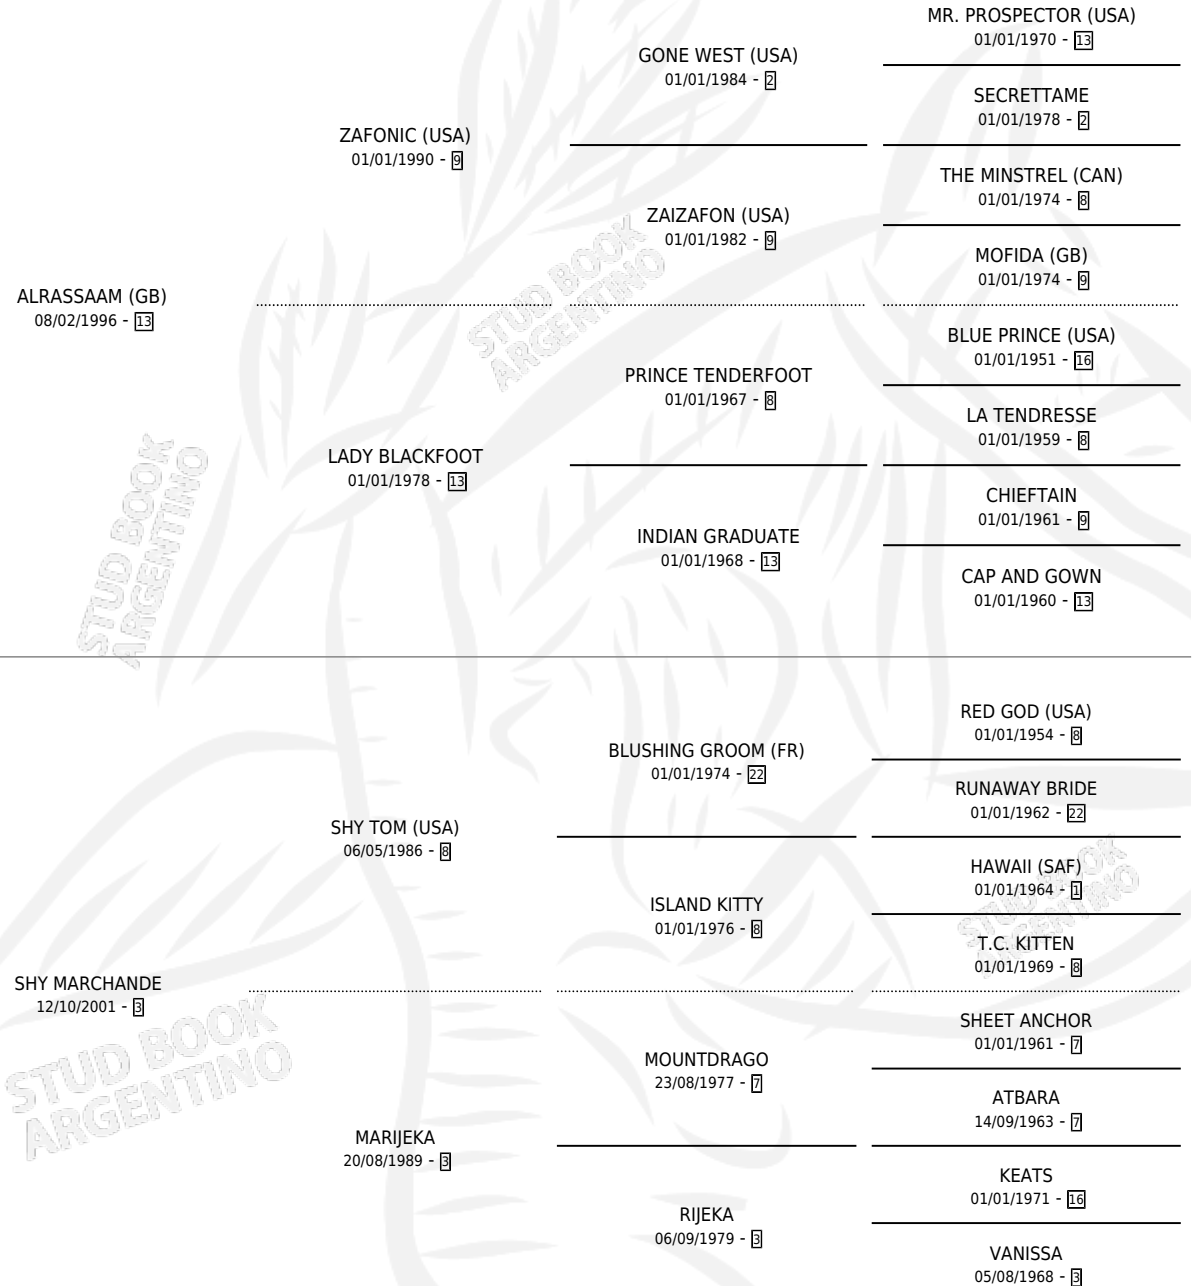 MR. PROSPECTOR (USA)
01/01/1970 - 13
GONE WEST (USA)
01/01/1984 - 2
SECRETTAME
01/01/1978 - 2
ZAFONIC (USA)
01/01/1990 - 9
THE MINSTREL (CAN)
01/01/1974 - 8
ZAIZAFON (USA)
01/01/1982 - 9
MOFIDA (GB)
01/01/1974 - 9
ALRASSAAM (GB)
08/02/1996 - 13
BLUE PRINCE (USA)
01/01/1951 - 16
PRINCE TENDERFOOT
01/01/1967 - 8
LA TENDRESSE
01/01/1959 - 8
LADY BLACKFOOT
01/01/1978 - 13
CHIEFTAIN
01/01/1961 - 9
INDIAN GRADUATE
01/01/1968 - 13
CAP AND GOWN
01/01/1960 - 13
RED GOD (USA)
01/01/1954 - 8
BLUSHING GROOM (FR)
01/01/1974 - 22
RUNAWAY BRIDE
01/01/1962 - 22
SHY TOM (USA)
06/05/1986 - 8
HAWAII (SAF)
01/01/1964 - 1
ISLAND KITTY
01/01/1976 - 8
T.C. KITTEN
01/01/1969 - 8
SHY MARCHANDE
12/10/2001 - 3
SHEET ANCHOR
01/01/1961 - 7
MOUNTDRAGO
23/08/1977 - 7
ATBARA
14/09/1963 - 7
MARIJEKA
20/08/1989 - 3
KEATS
01/01/1971 - 16
RIJEKA
06/09/1979 - 3
VANISSA
05/08/1968 - 3
STUD BOOK
ARGENTINO
STUD BOOK
ARGENTINO
STUD BOOK
ARGENTINO
STUD BOOK
ARGENTINO